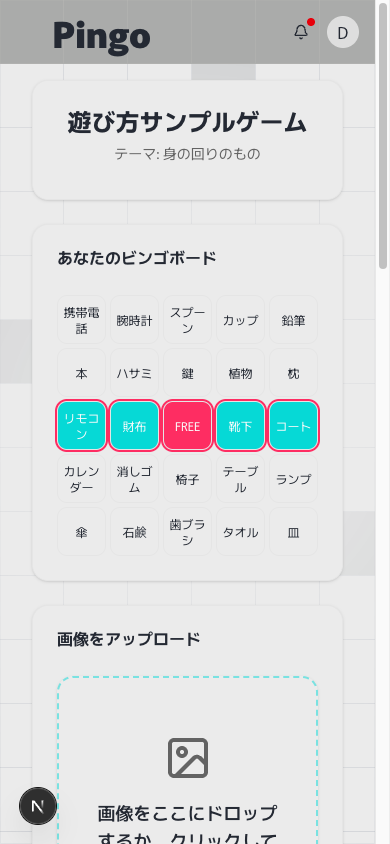 Pingo
D
遊び方サンプルゲーム
テーマ: 身の回りのもの
あなたのビンゴボード
携帯電
話
腕時計
スプー
ン
カップ
鉛筆
本
ハサミ
鍵
植物
枕
リモコ
ン
財布
FREE
靴下
コート
カレン
ダー
消しゴ
ム
椅子
テーブ
ル
ランプ
傘
石鹸
歯ブラ
シ
タオル
皿
画像をアップロード
画像をここにドロップ
するか、クリックして
N